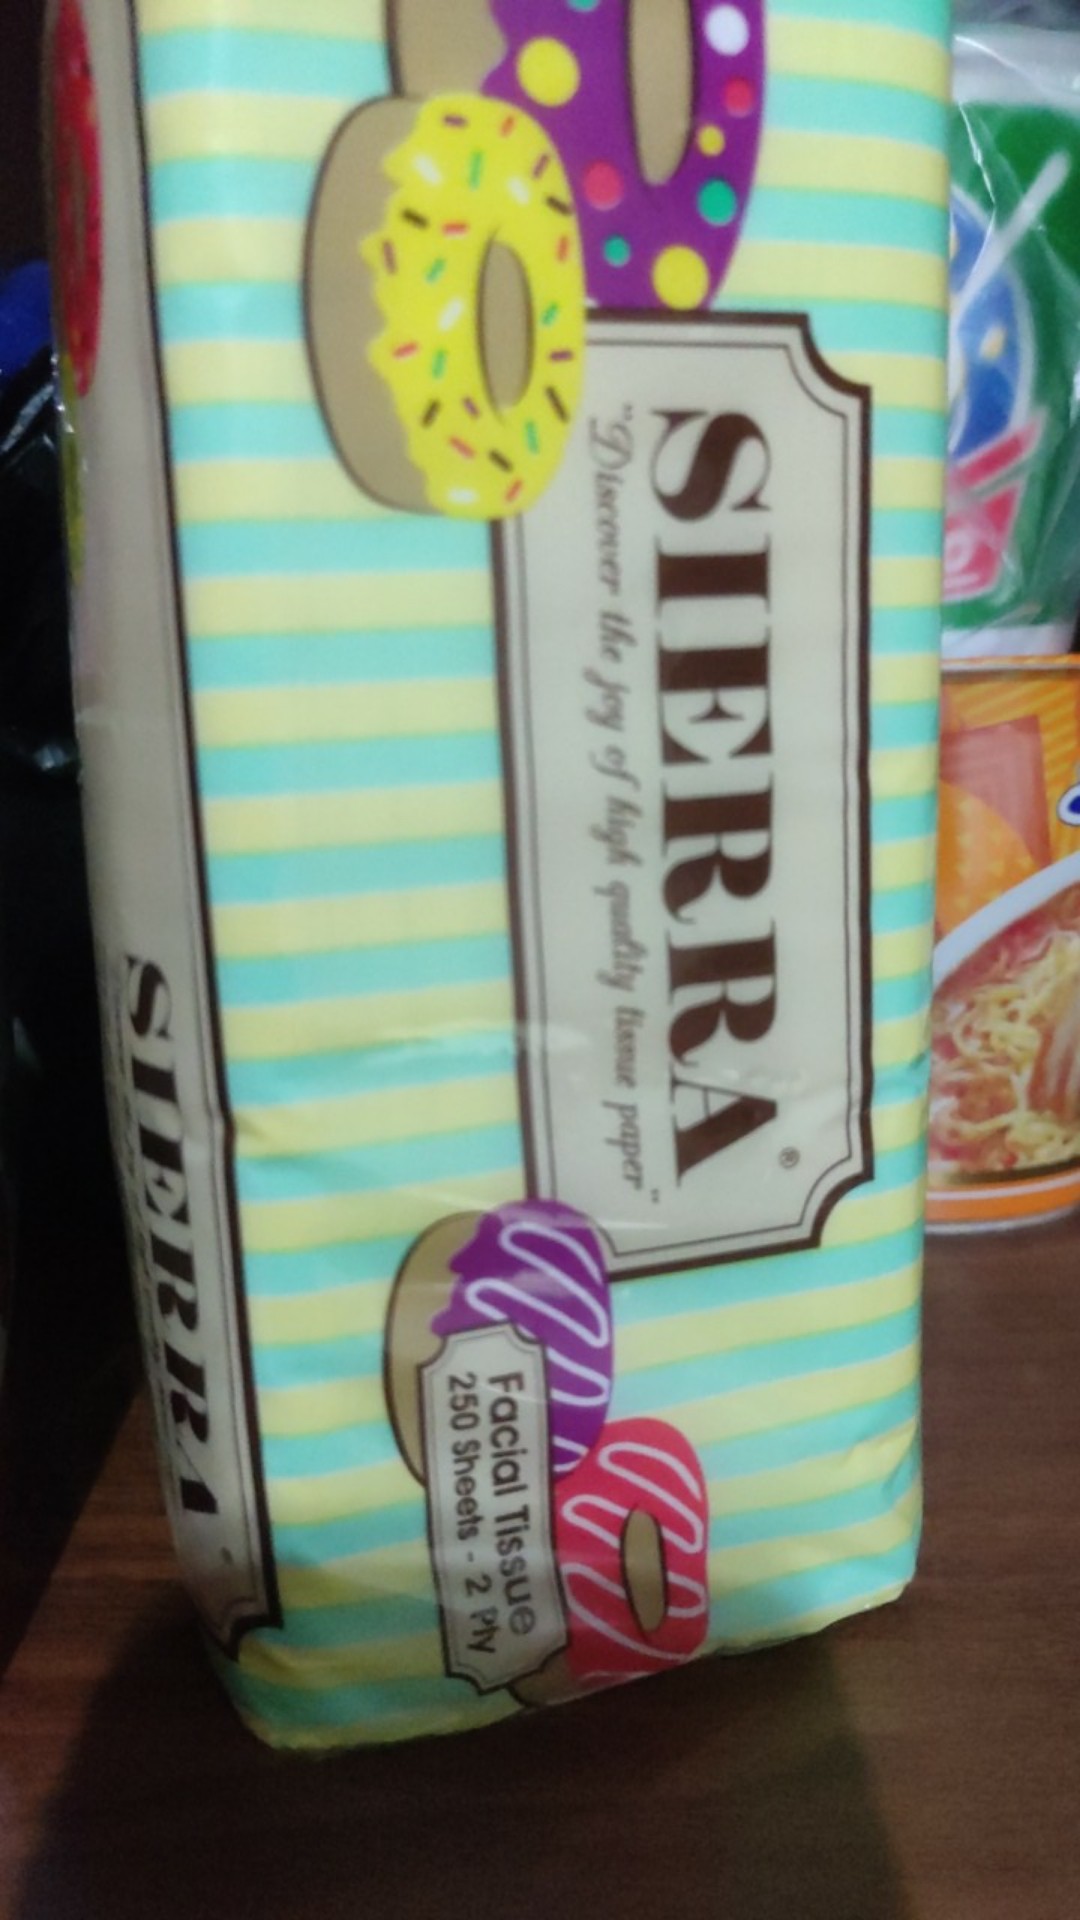 SIERRA®
"Discover the joy of high quality tissue paper"
Facial Tissue
250 Sheets - 2 Ply
SIERRA